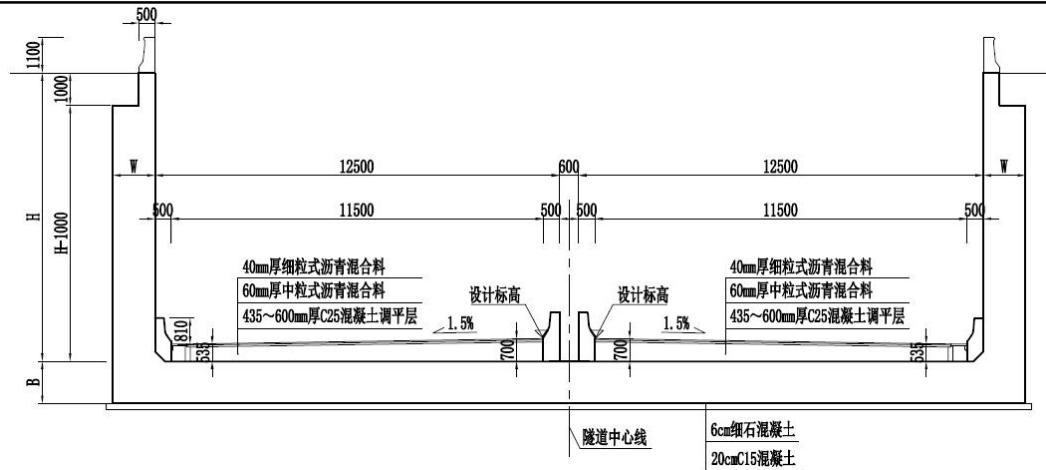 500
1100
1000
W
12500
600
12500
W
H
H-1000
500
11500
500
500
11500
500
40mm厚细粒式沥青混合料
60mm厚中粒式沥青混合料
435～600mm厚C25混凝土调平层
设计标高
设计标高
40mm厚细粒式沥青混合料
60mm厚中粒式沥青混合料
435～600mm厚C25混凝土调平层
1.5%
1.5%
810
535
700
700
535
B
隧道中心线
6cm细石混凝土
20cmC15混凝土